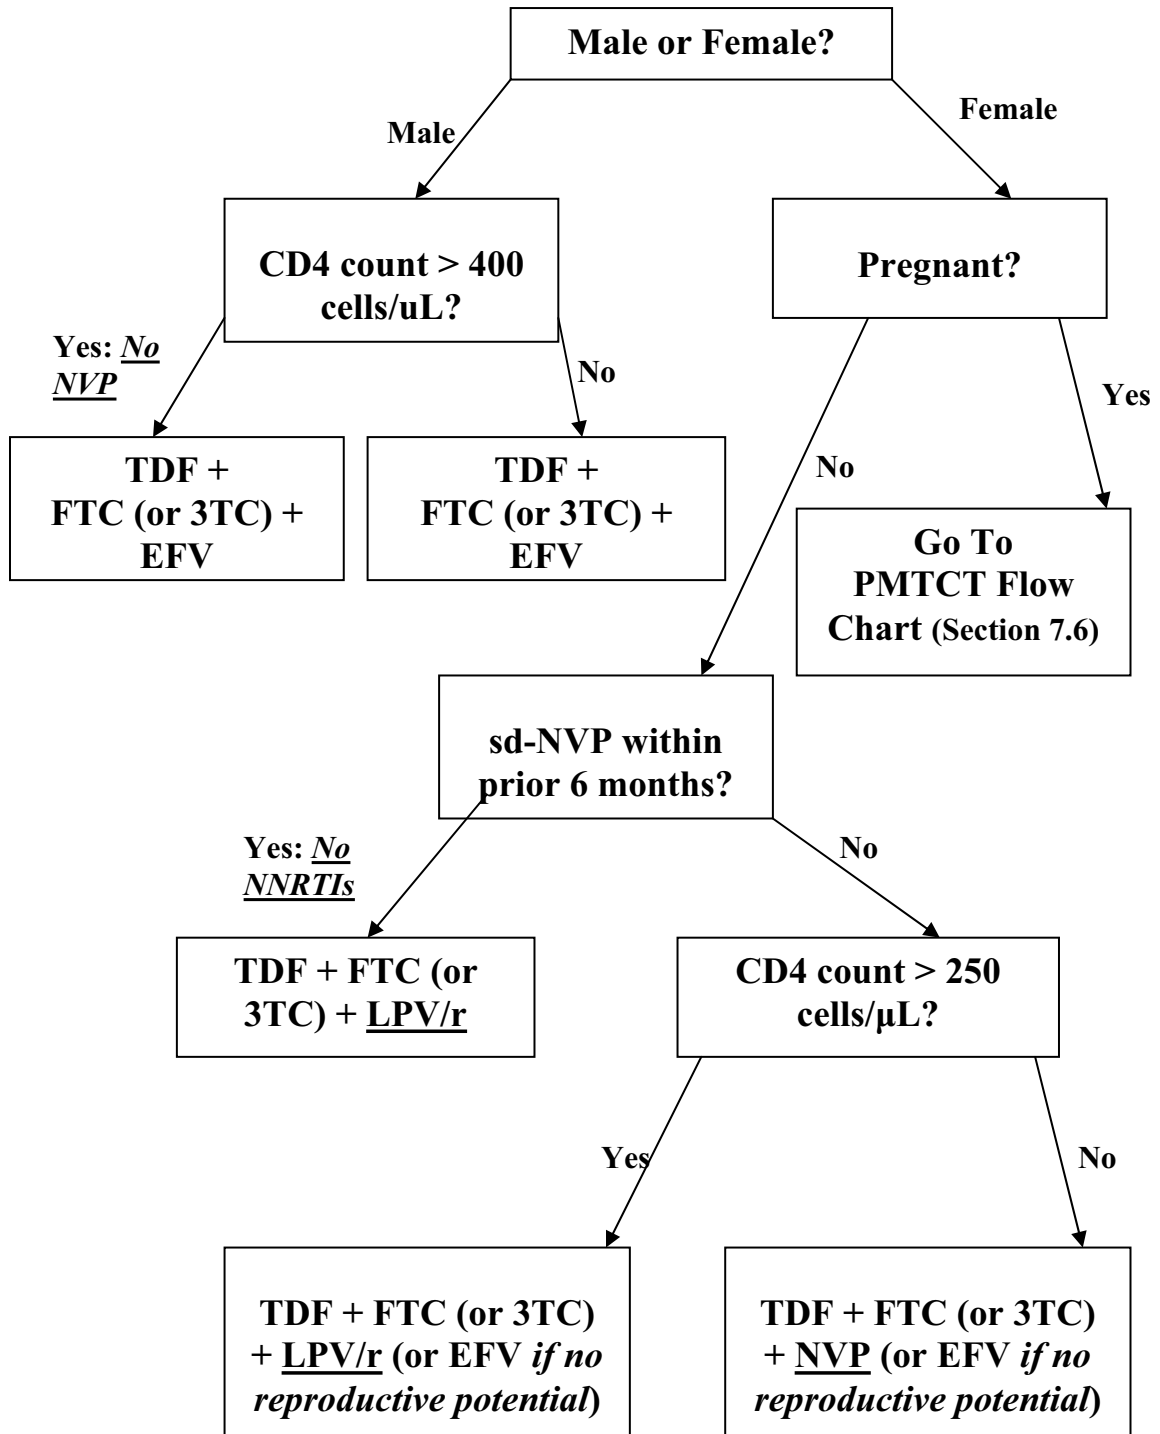 Male or Female?
Male
Female
CD4 count > 400
cells/uL?
Pregnant?
Yes: No
NVP
No
Yes
TDF +
FTC (or 3TC) +
EFV
TDF +
FTC (or 3TC) +
EFV
No
Go To
PMTCT Flow
Chart (Section 7.6)
sd-NVP within
prior 6 months?
Yes: No
NNRTIs
No
TDF + FTC (or
3TC) + LPV/r
CD4 count > 250
cells/µL?
Yes
No
TDF + FTC (or 3TC)
+ LPV/r (or EFV if no
reproductive potential)
TDF + FTC (or 3TC)
+ NVP (or EFV if no
reproductive potential)